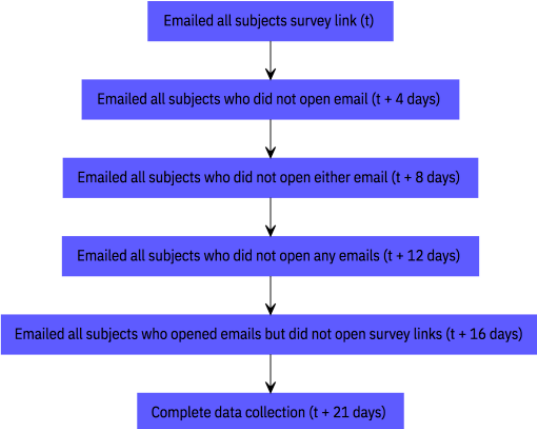 Emailed all subjects survey link (t)
Emailed all subjects who did not open email (t + 4 days)
Emailed all subjects who did not open either email (t + 8 days)
Emailed all subjects who did not open any emails (t + 12 days)
Emailed all subjects who opened emails but did not open survey links (t + 16 days)
Complete data collection (t + 21 days)